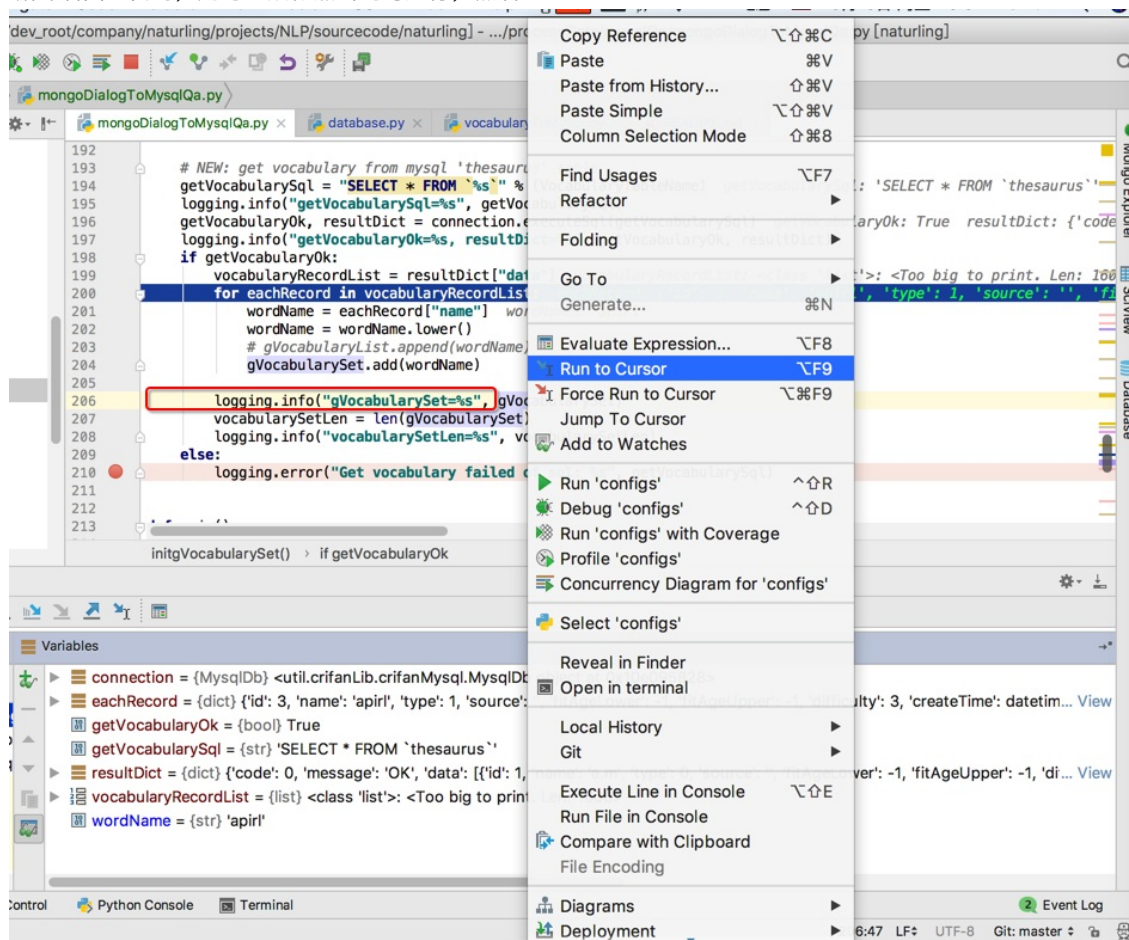 /dev_root/company/naturling/projects/NLP/sourcecode/naturling] - .../pro
py [naturling]
mongoDialogToMysqlQa.py
mongoDialogToMysqlQa.py × database.py × vocabulary
192
193 # NEW: get vocabulary from mysql 'thesauru
194 getVocabularySql = "SELECT * FROM `%s`" % l: 'SELECT * FROM `thesaurus`'
195 logging.info("getVocabularySql=%s", getVoc
196 getVocabularyOk, resultDict = connection.e laryOk: True resultDict: {'code
197 logging.info("getVocabularyOk=%s, resultDi
198 if getVocabularyOk:
199 vocabularyRecordList = resultDict["dat t'>: <Too big to print. Len: 160
200 for eachRecord in vocabularyRecordList ', 'type': 1, 'source': '', 'fi
201 wordName = eachRecord["name"] wor
202 wordName = wordName.lower()
203 # gVocabularyList.append(wordName)
204 gVocabularySet.add(wordName)
205
206 logging.info("gVocabularySet=%s", gVoc
207 vocabularySetLen = len(gVocabularySet)
208 logging.info("vocabularySetLen=%s", vo
209 else:
210 logging.error("Get vocabulary failed
211
212
213
initgVocabularySet() › if getVocabularyOk
Copy Reference ⌥⇧⌘C
Paste ⌘V
Paste from History... ⇧⌘V
Paste Simple ⌥⇧⌘V
Column Selection Mode ⇧⌘8
Find Usages ⌥F7
Refactor
Folding
Go To
Generate... ⌘N
Evaluate Expression... ⌥F8
Run to Cursor ⌥F9
Force Run to Cursor ⌥⌘F9
Jump To Cursor
Add to Watches
Run 'configs' ^⇧R
Debug 'configs' ^⇧D
Run 'configs' with Coverage
Profile 'configs'
Concurrency Diagram for 'configs'
Select 'configs'
Reveal in Finder
Open in terminal
Local History
Git
Execute Line in Console ⌥⇧E
Run File in Console
Compare with Clipboard
File Encoding
Diagrams
Deployment
Mongo Explorer
SciView
Database
Variables
connection = {MysqlDb} <util.crifanLib.crifanMysql.MysqlDb
eachRecord = {dict} {'id': 3, 'name': 'apirl', 'type': 1, 'source': culty': 3, 'createTime': datetim... View
getVocabularyOk = {bool} True
getVocabularySql = {str} 'SELECT * FROM `thesaurus`'
resultDict = {dict} {'code': 0, 'message': 'OK', 'data': [{'id': 1, wer': -1, 'fitAgeUpper': -1, 'di... View
vocabularyRecordList = {list} <class 'list'>: <Too big to print
wordName = {str} 'apirl'
Control Python Console Terminal 2 Event Log
6:47 LF UTF-8 Git: master